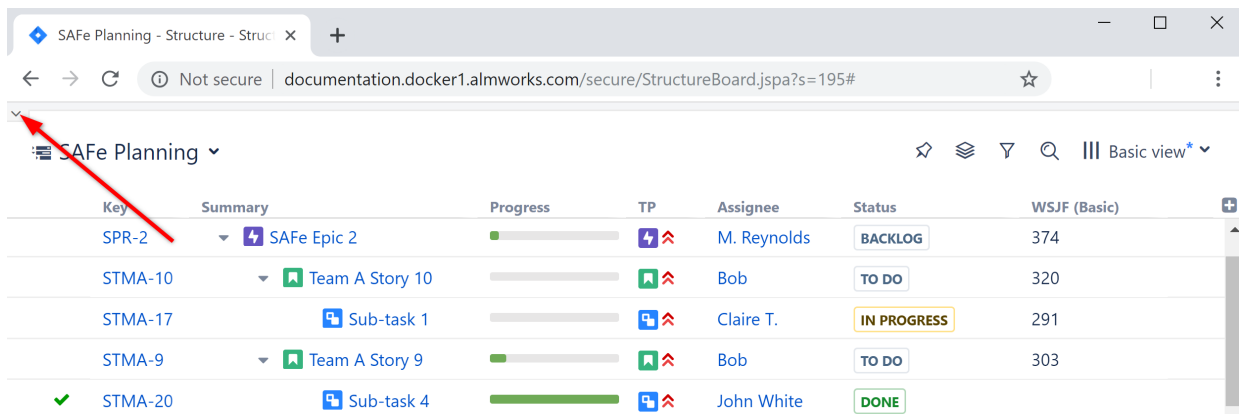 SAFe Planning - Structure - Struc
Not secure documentation.docker1.almworks.com/secure/StructureBoard.jspa?s=195#
SAFe Planning Basic view*
Key Summary Progress TP Assignee Status WSJF (Basic)
SPR-2 SAFe Epic 2 M. Reynolds BACKLOG 374
STMA-10 Team A Story 10 Bob TO DO 320
STMA-17 Sub-task 1 Claire T. IN PROGRESS 291
STMA-9 Team A Story 9 Bob TO DO 303
STMA-20 Sub-task 4 John White DONE